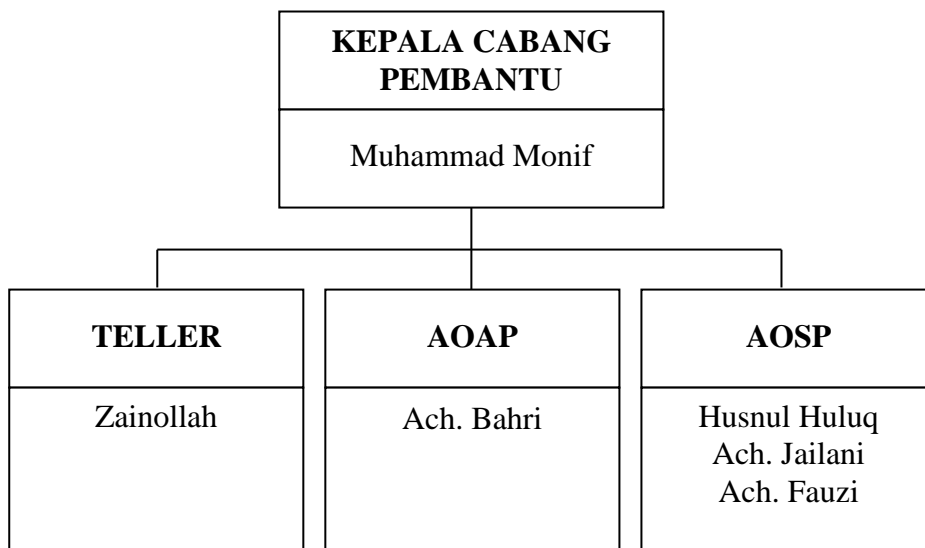 KEPALA CABANG
PEMBANTU
Muhammad Monif
TELLER
Zainollah
AOAP
Ach. Bahri
AOSP
Husnul Huluq
Ach. Jailani
Ach. Fauzi